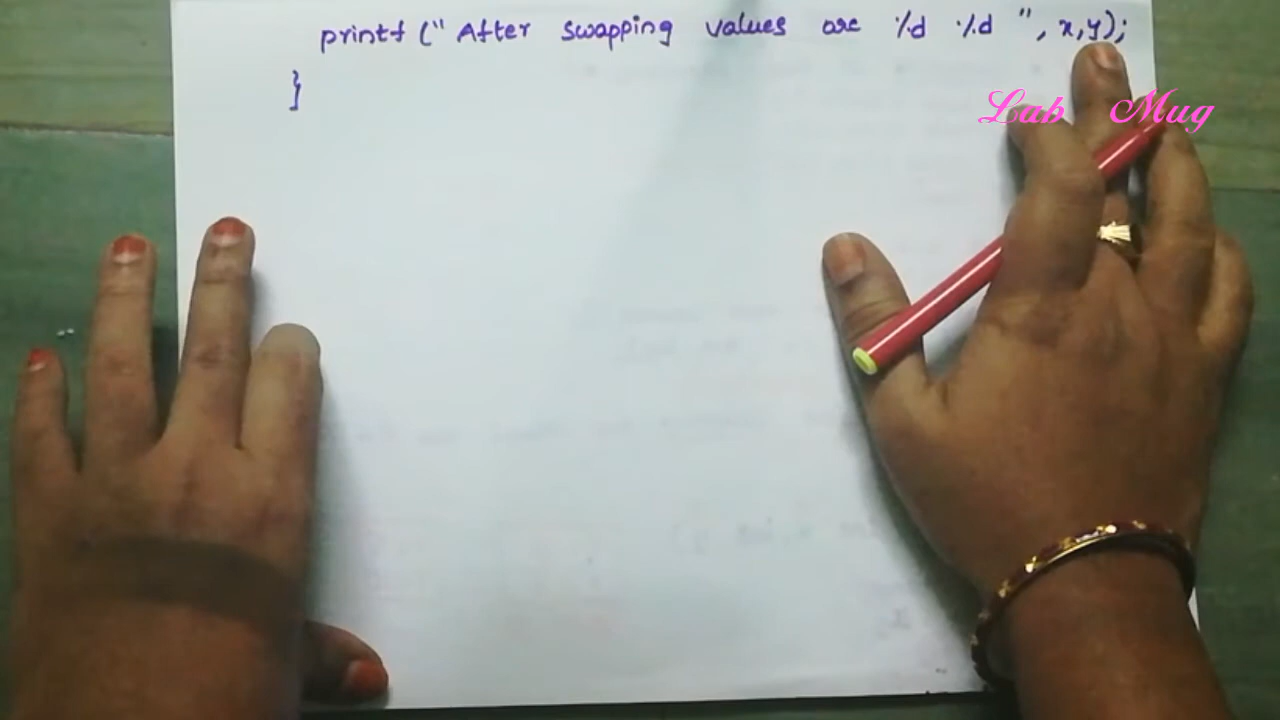 printf (" After swapping values are %d %d ", x,y);
}
Lab Mug